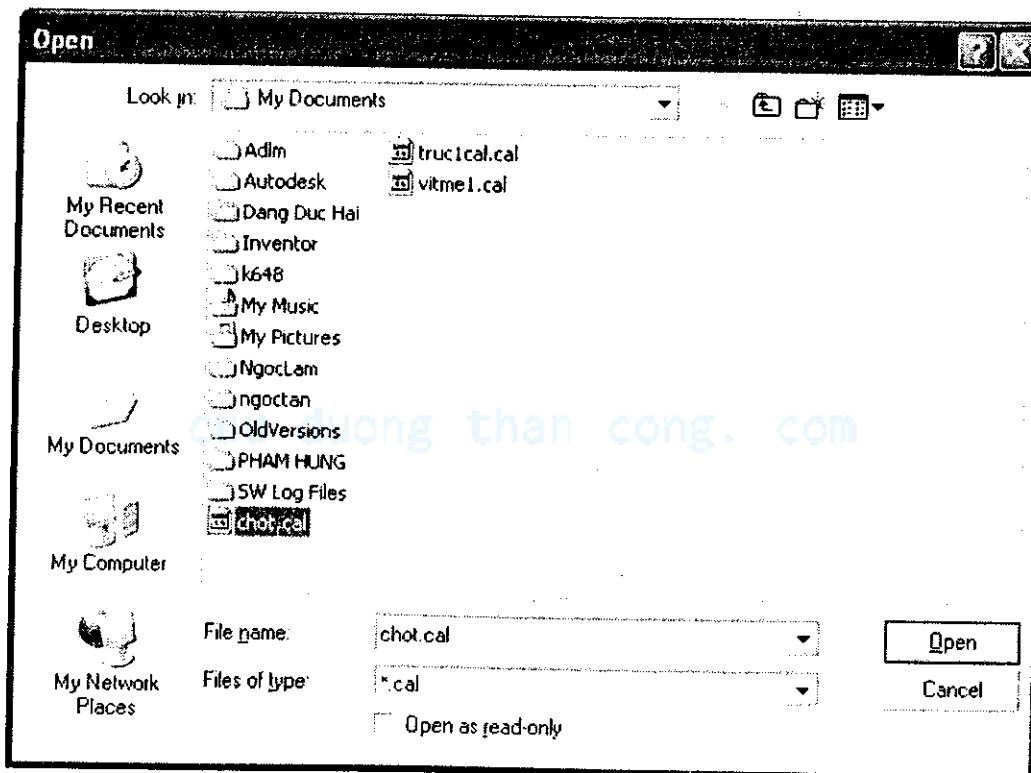 Open
Look in: My Documents
Adlm
Autodesk
Dang Duc Hai
Inventor
k648
My Music
My Pictures
NgocLam
ngoctan
OldVersions
PHAM HUNG
SW Log Files
chot.cal
truc1cal.cal
vitme1.cal
My Recent
Documents
Desktop
My Documents
My Computer
My Network
Places
cuu duong than cong. com
File name: chot.cal
Open
Files of type: *.cal
Cancel
Open as read-only